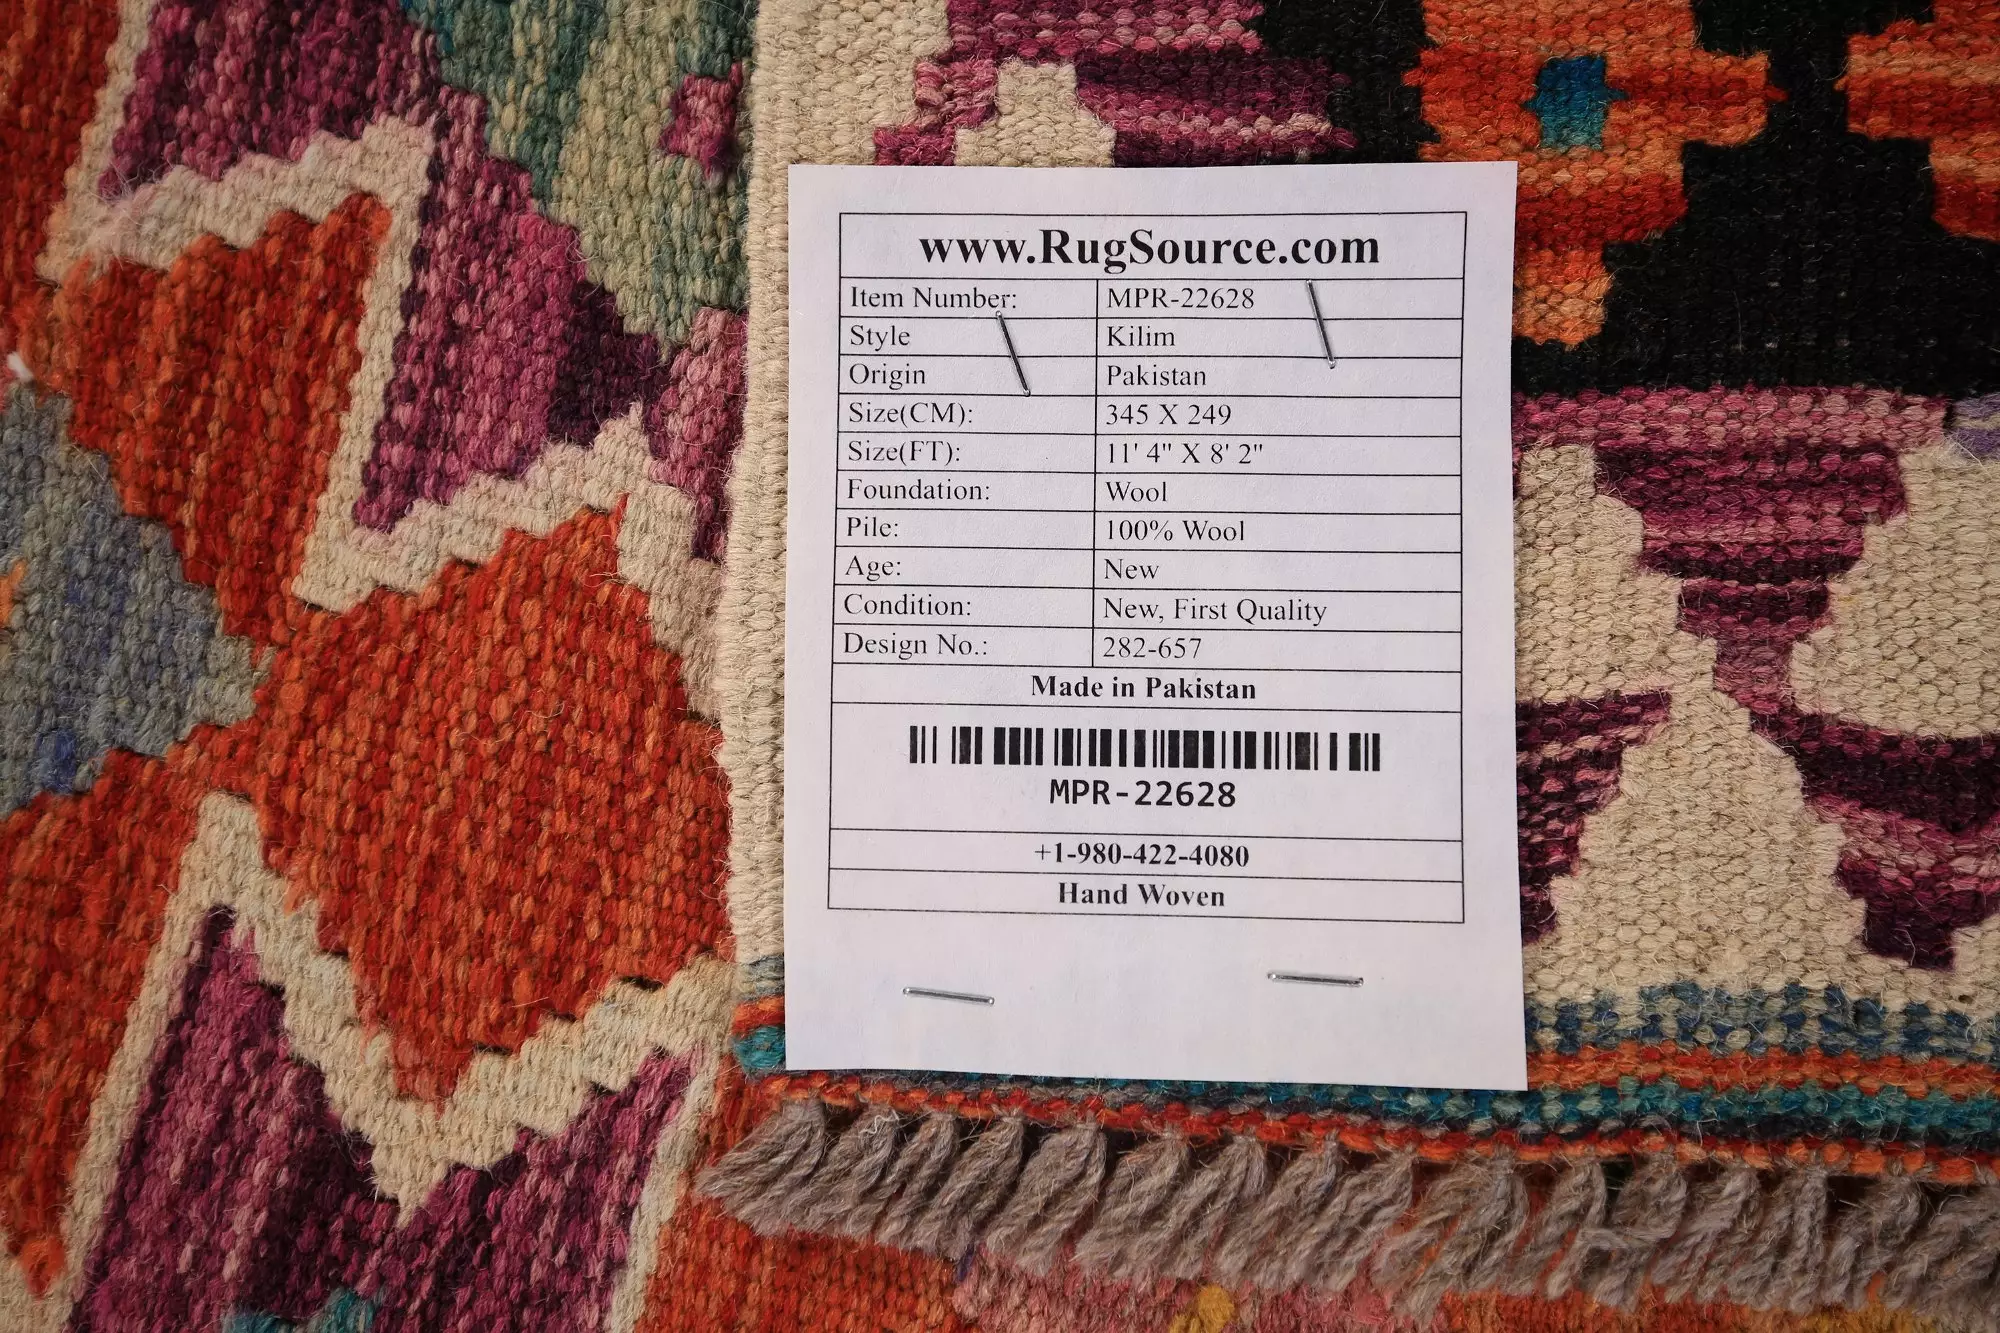 www.RugSource.com
Item Number: MPR-22628
Style Kilim
Origin Pakistan
Size(CM): 345 X 249
Size(FT): 11' 4" X 8' 2"
Foundation: Wool
Pile: 100% Wool
Age: New
Condition: New, First Quality
Design No.: 282-657
Made in Pakistan
MPR-22628
+1-980-422-4080
Hand Woven